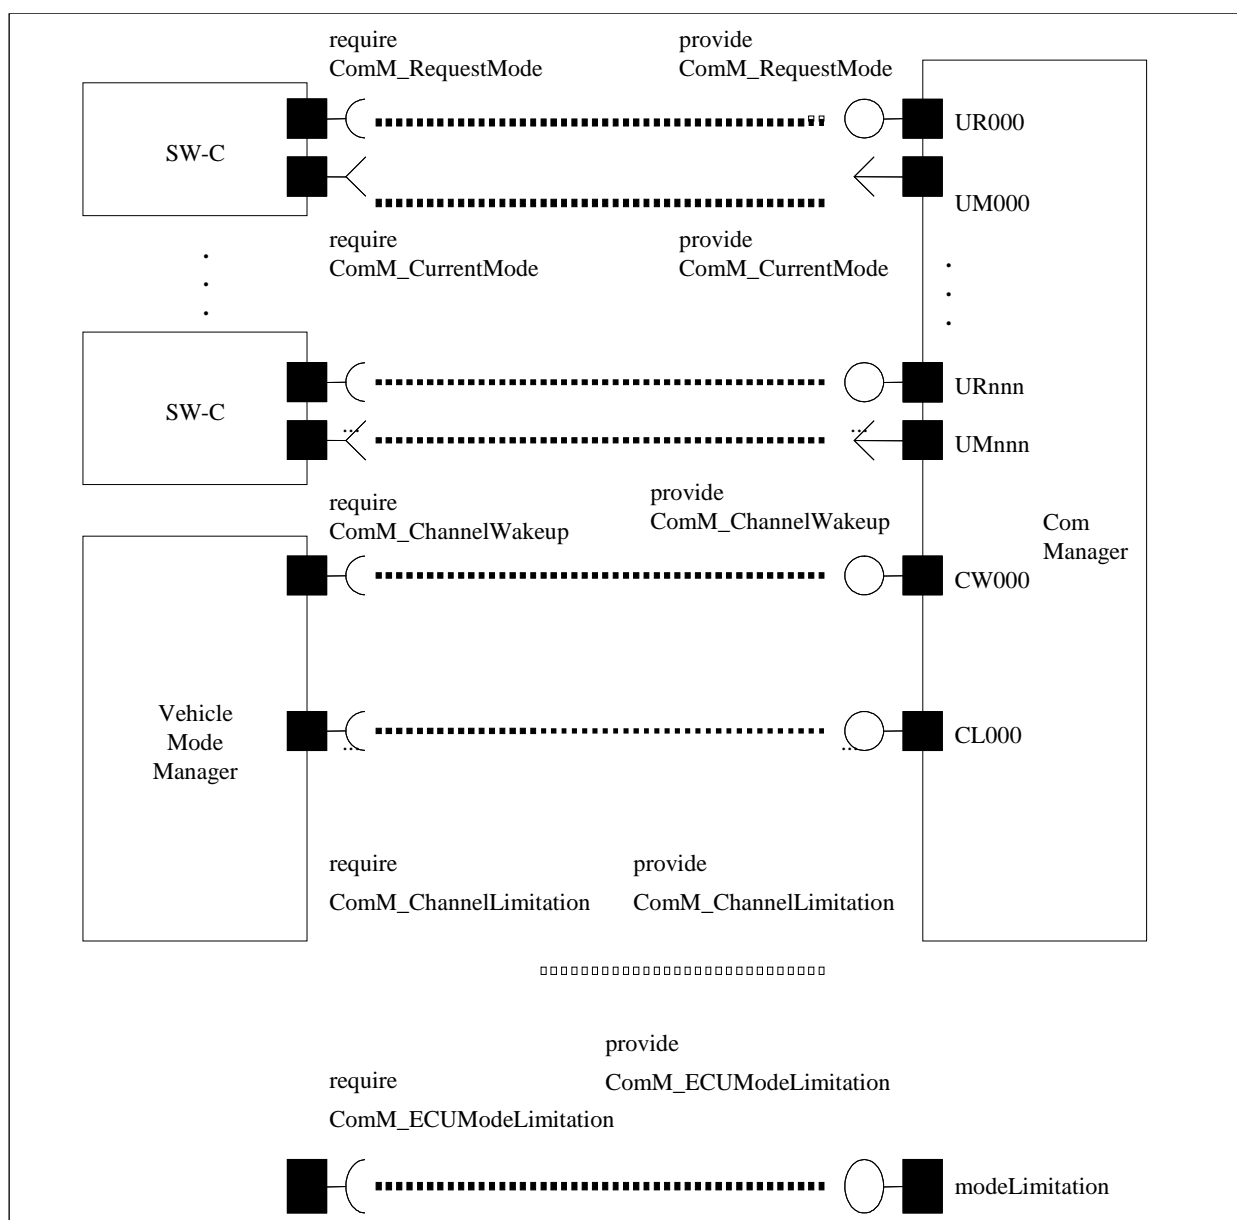 require
ComM_RequestMode
provide
ComM_RequestMode
SW-C
UR000
UM000
require
ComM_CurrentMode
provide
ComM_CurrentMode
.
.
.
.
.
.
SW-C
URnnn
...
...
UMnnn
require
ComM_ChannelWakeup
provide
ComM_ChannelWakeup
Com
Manager
CW000
Vehicle
Mode
Manager
CL000
...
...
require
ComM_ChannelLimitation
provide
ComM_ChannelLimitation
provide
ComM_ECUModeLimitation
require
ComM_ECUModeLimitation
modeLimitation